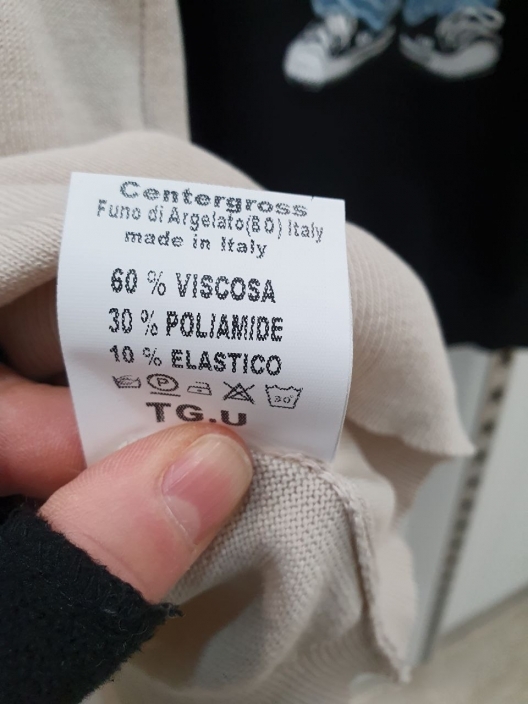 Centergross
Funo di Argelato(BO) Italy
made in Italy
60 % VISCOSA
30 % POLIAMIDE
10 % ELASTICO
P 30°
TG.U